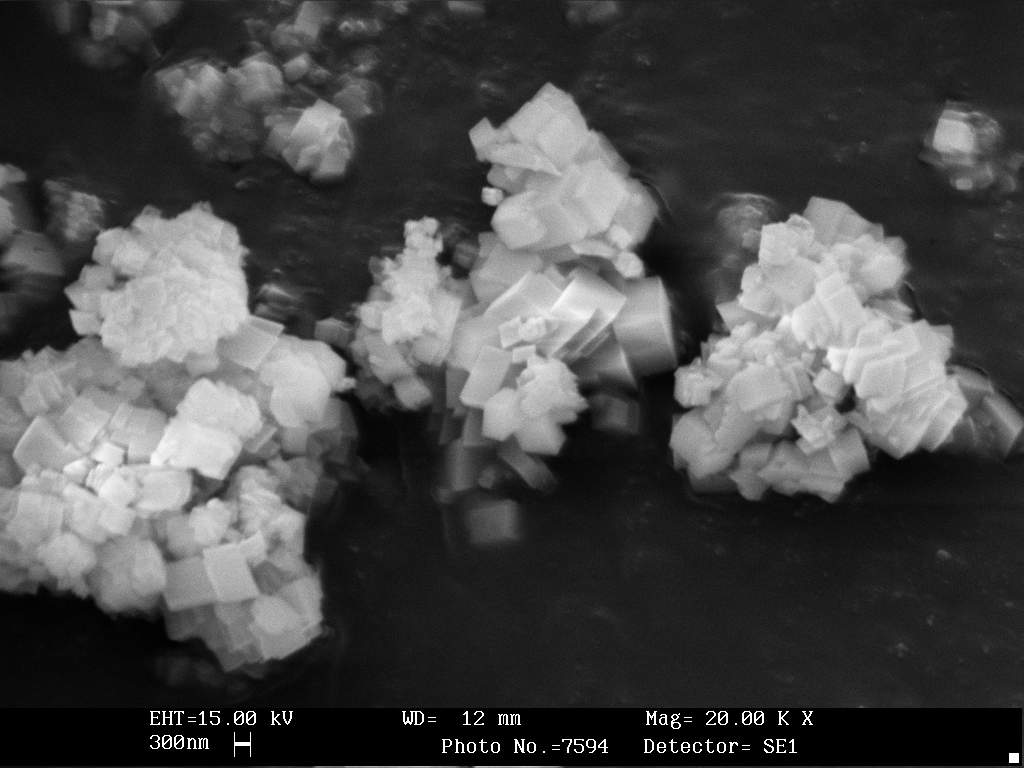 EHT=15.00 kV WD= 12 mm Mag= 20.00 K X
300nm Photo No.=7594 Detector= SE1